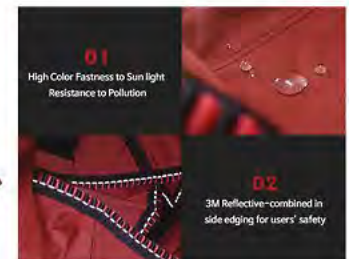 01
High Color Fastness to Sun light
Resistance to Pollution
02
3M Reflective-combined in
side edging for users' safety